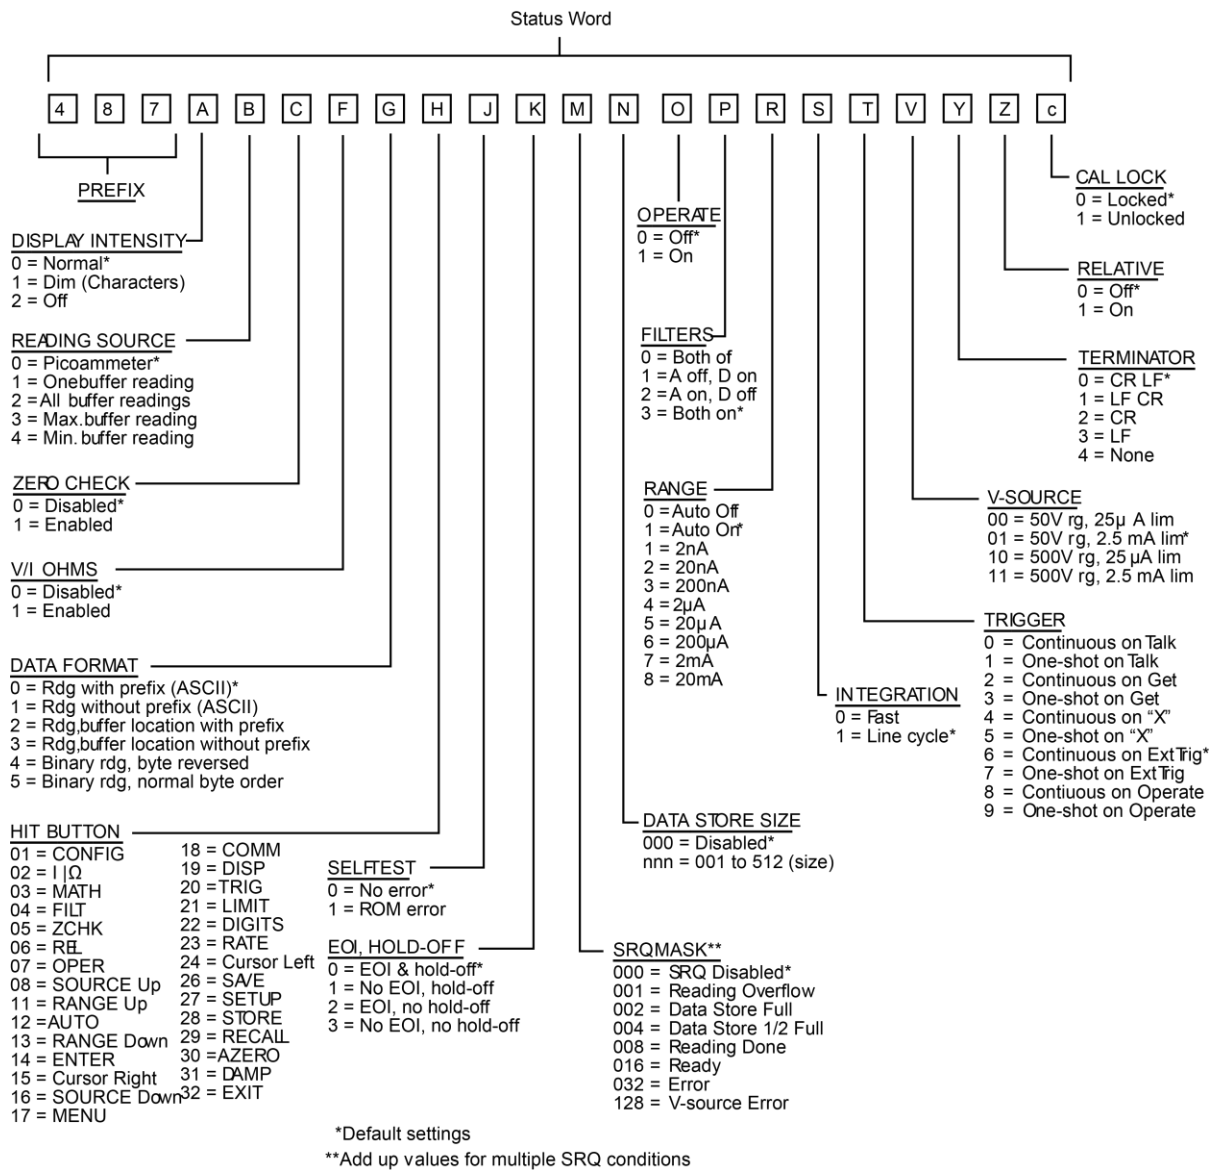 Status Word
4 8 7 A B C F G H J K M N O P R S T V Y Z c
PREFIX
DISPLAY INTENSITY
0 = Normal*
1 = Dim (Characters)
2 = Off
READING SOURCE
0 = Picoammeter*
1 = Onebuffer reading
2 =All buffer readings
3 = Max.buffer reading
4 = Min. buffer reading
ZERO CHECK
0 = Disabled*
1 = Enabled
V/I OHMS
0 = Disabled*
1 = Enabled
DATA FORMAT
0 = Rdg with prefix (ASCII)*
1 = Rdg without prefix (ASCII)
2 = Rdg,buffer location with prefix
3 = Rdg,buffer location without prefix
4 = Binary rdg, byte reversed
5 = Binary rdg, normal byte order
HIT BUTTON
01 = CONFIG
02 = I |Ω
03 = MATH
04 = FILT
05 = ZCHK
06 = REL
07 = OPER
08 = SOURCE Up
11 = RANGE Up
12 =AUTO
13 = RANGE Down
14 = ENTER
15 = Cursor Right
16 = SOURCE Down
17 = MENU
18 = COMM
19 = DISP
20 =TRIG
21 = LIMIT
22 = DIGITS
23 = RATE
24 = Cursor Left
26 = SAVE
27 = SETUP
28 = STORE
29 = RECALL
30 =AZERO
31 = DAMP
32 = EXIT
SELFTEST
0 = No error*
1 = ROM error
EOI, HOLD-OFF
0 = EOI & hold-off*
1 = No EOI, hold-off
2 = EOI, no hold-off
3 = No EOI, no hold-off
SRQMASK**
000 = SRQ Disabled*
001 = Reading Overflow
002 = Data Store Full
004 = Data Store 1/2 Full
008 = Reading Done
016 = Ready
032 = Error
128 = V-source Error
DATA STORE SIZE
000 = Disabled*
nnn = 001 to 512 (size)
OPERATE
0 = Off*
1 = On
FILTERS
0 = Both of
1 =A off, D on
2 =A on, D off
3 = Both on*
RANGE
0 =Auto Off
1 =Auto On*
1 = 2nA
2 = 20nA
3 = 200nA
4 = 2µA
5 = 20µA
6 = 200µA
7 = 2mA
8 = 20mA
INTEGRATION
0 = Fast
1 = Line cycle*
TRIGGER
0 = Continuous on Talk
1 = One-shot on Talk
2 = Continuous on Get
3 = One-shot on Get
4 = Continuous on “X”
5 = One-shot on “X”
6 = Continuous on ExtTrig*
7 = One-shot on ExtTrig
8 = Contiuous on Operate
9 = One-shot on Operate
V-SOURCE
00 = 50V rg, 25µ A lim
01 = 50V rg, 2.5 mA lim*
10 = 500V rg, 25 µA lim
11 = 500V rg, 2.5 mA lim
TERMINATOR
0 = CR LF*
1 = LF CR
2 = CR
3 = LF
4 = None
RELATIVE
0 = Off*
1 = On
CAL LOCK
0 = Locked*
1 = Unlocked
*Default settings
**Add up values for multiple SRQ conditions